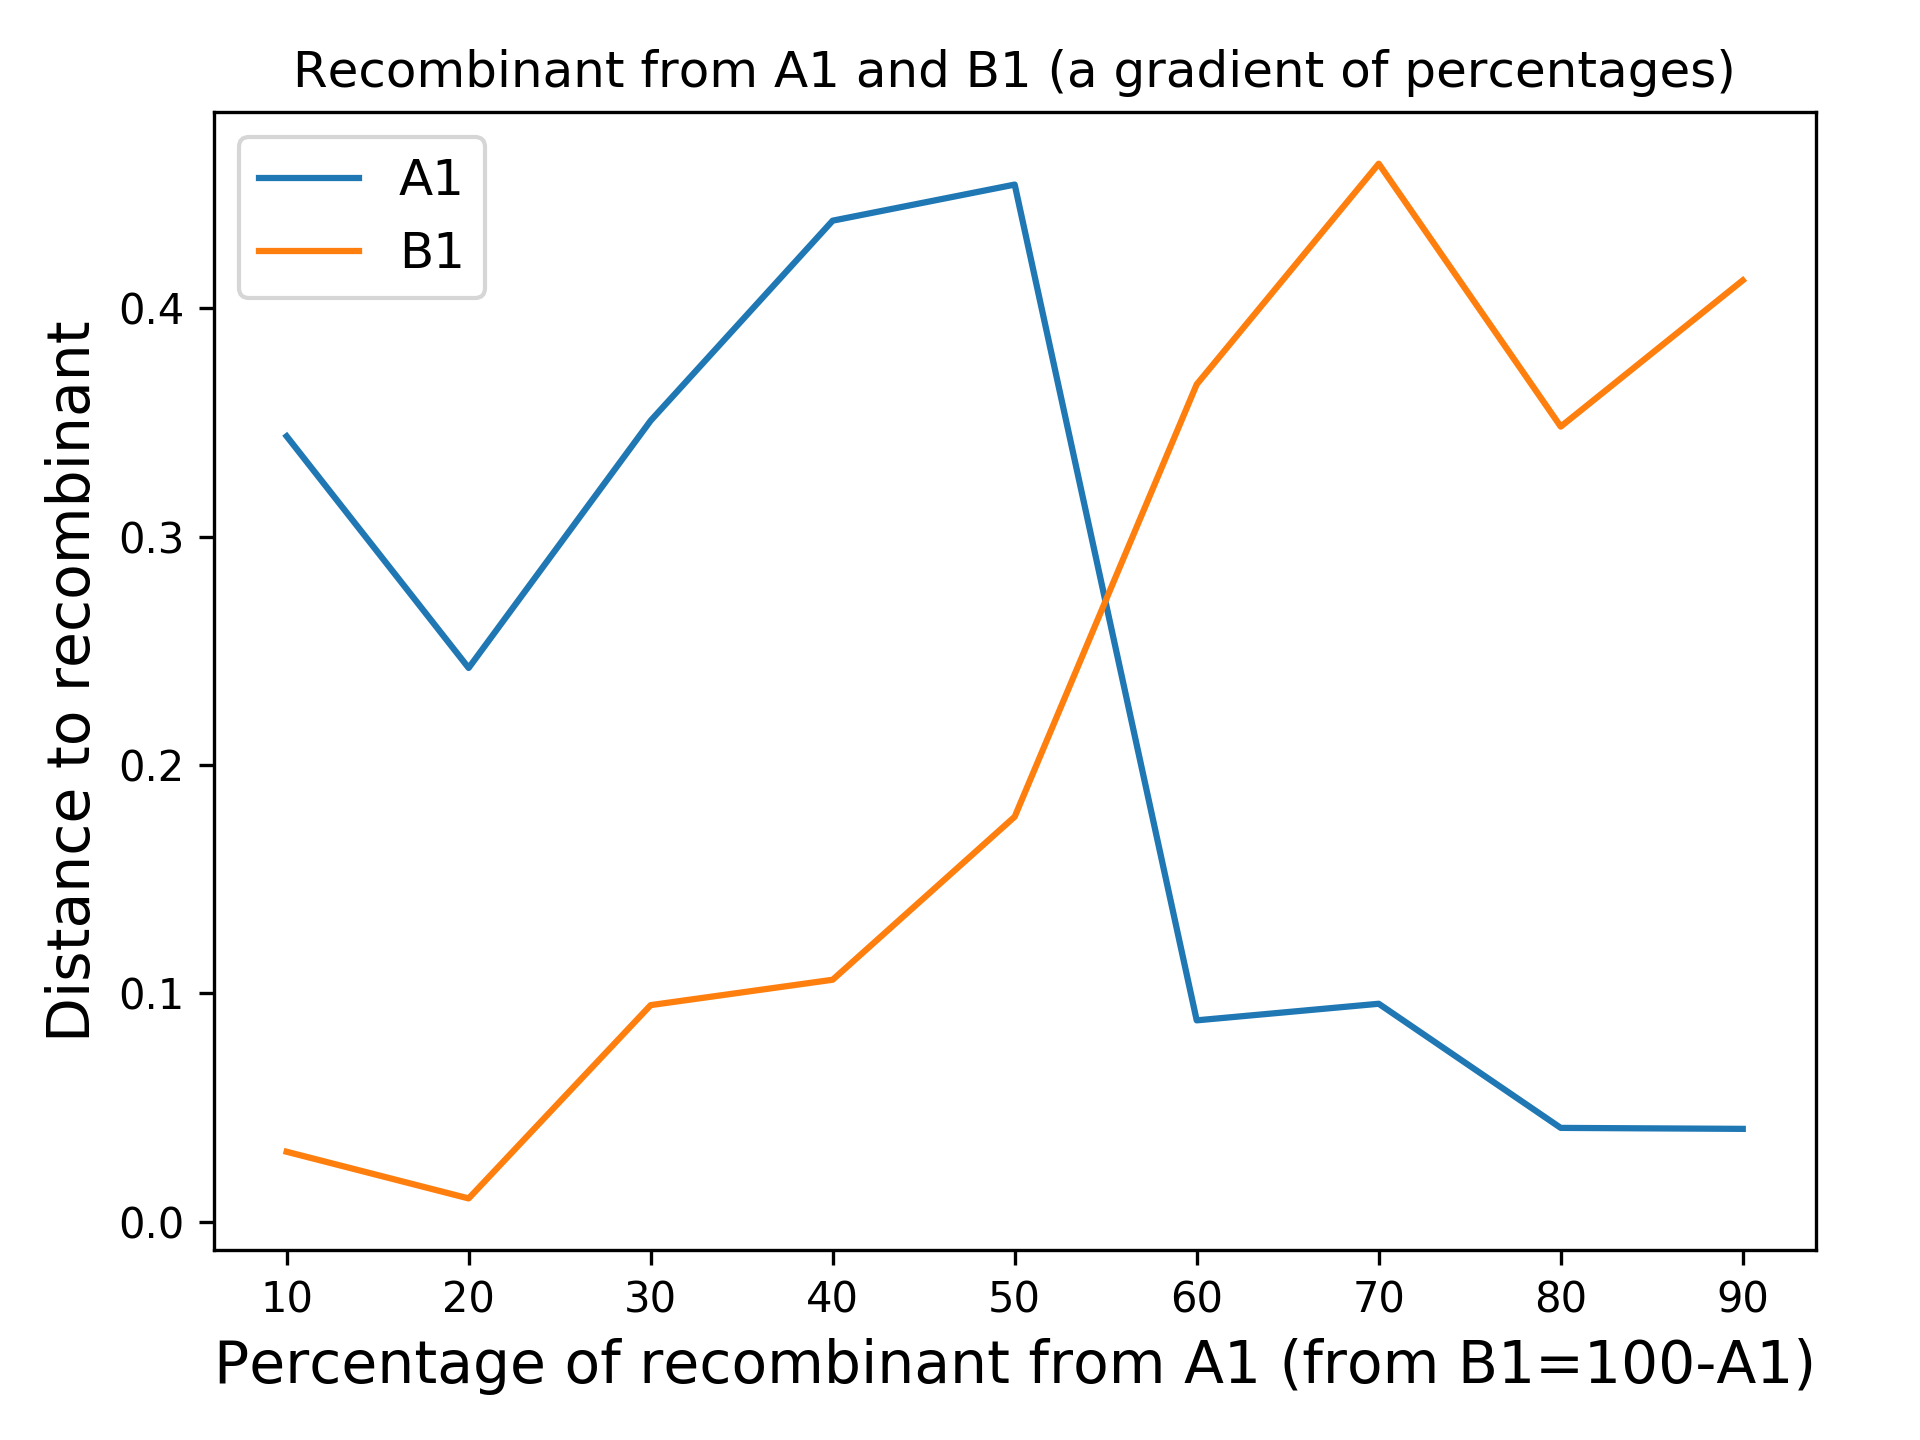 Recombinant from A1 and B1 (a gradient of percentages)
A1
B1
Distance to recombinant
0.4
0.3
0.2
0.1
0.0
10 20 30 40 50 60 70 80 90
Percentage of recombinant from A1 (from B1=100-A1)